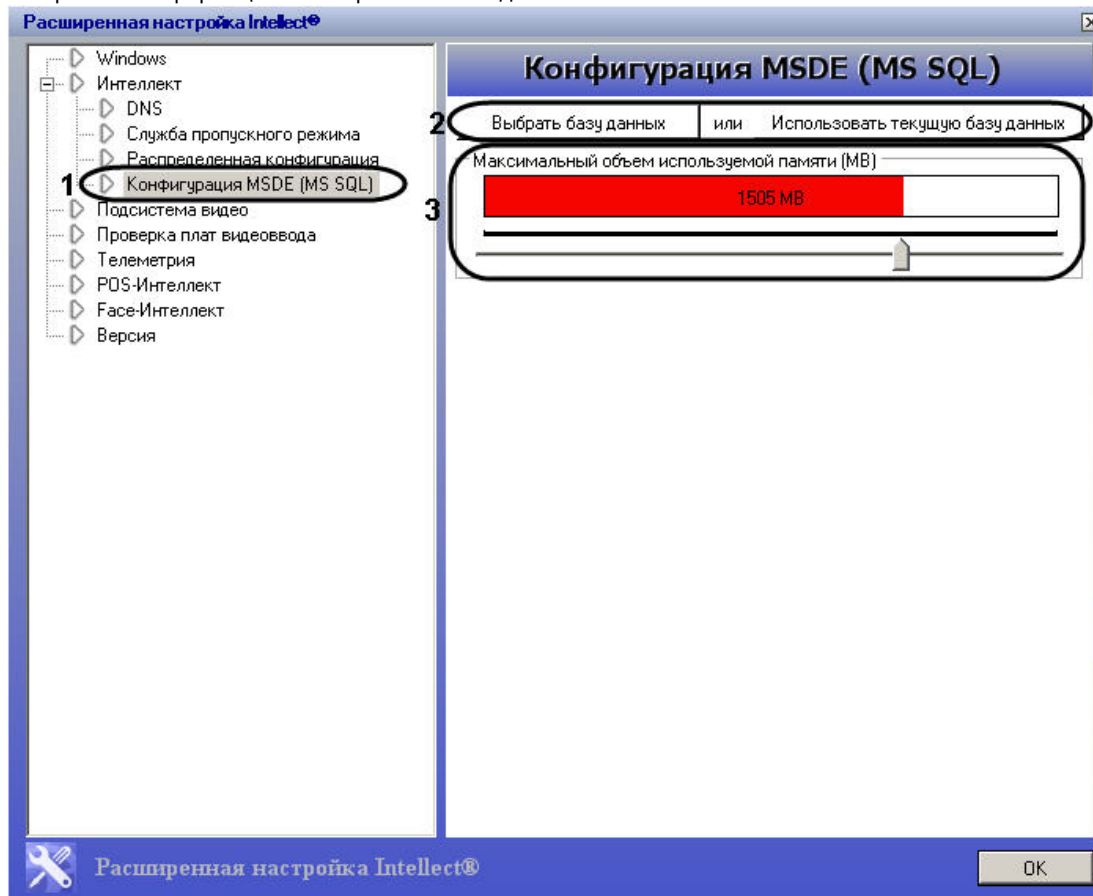 Расширенная настройка Intellect®
Windows
Интеллект
DNS
Служба пропускного режима
Распределенная конфигурация
1 Конфигурация MSDE (MS SQL)
Подсистема видео
Проверка плат видеоввода
Телеметрия
POS-Интеллект
Face-Интеллект
Версия
Конфигурация MSDE (MS SQL)
2 Выбрать базу данных или Использовать текущую базу данных
Максимальный объем используемой памяти (MB)
3 1505 MB
Расширенная настройка Intellect®
OK